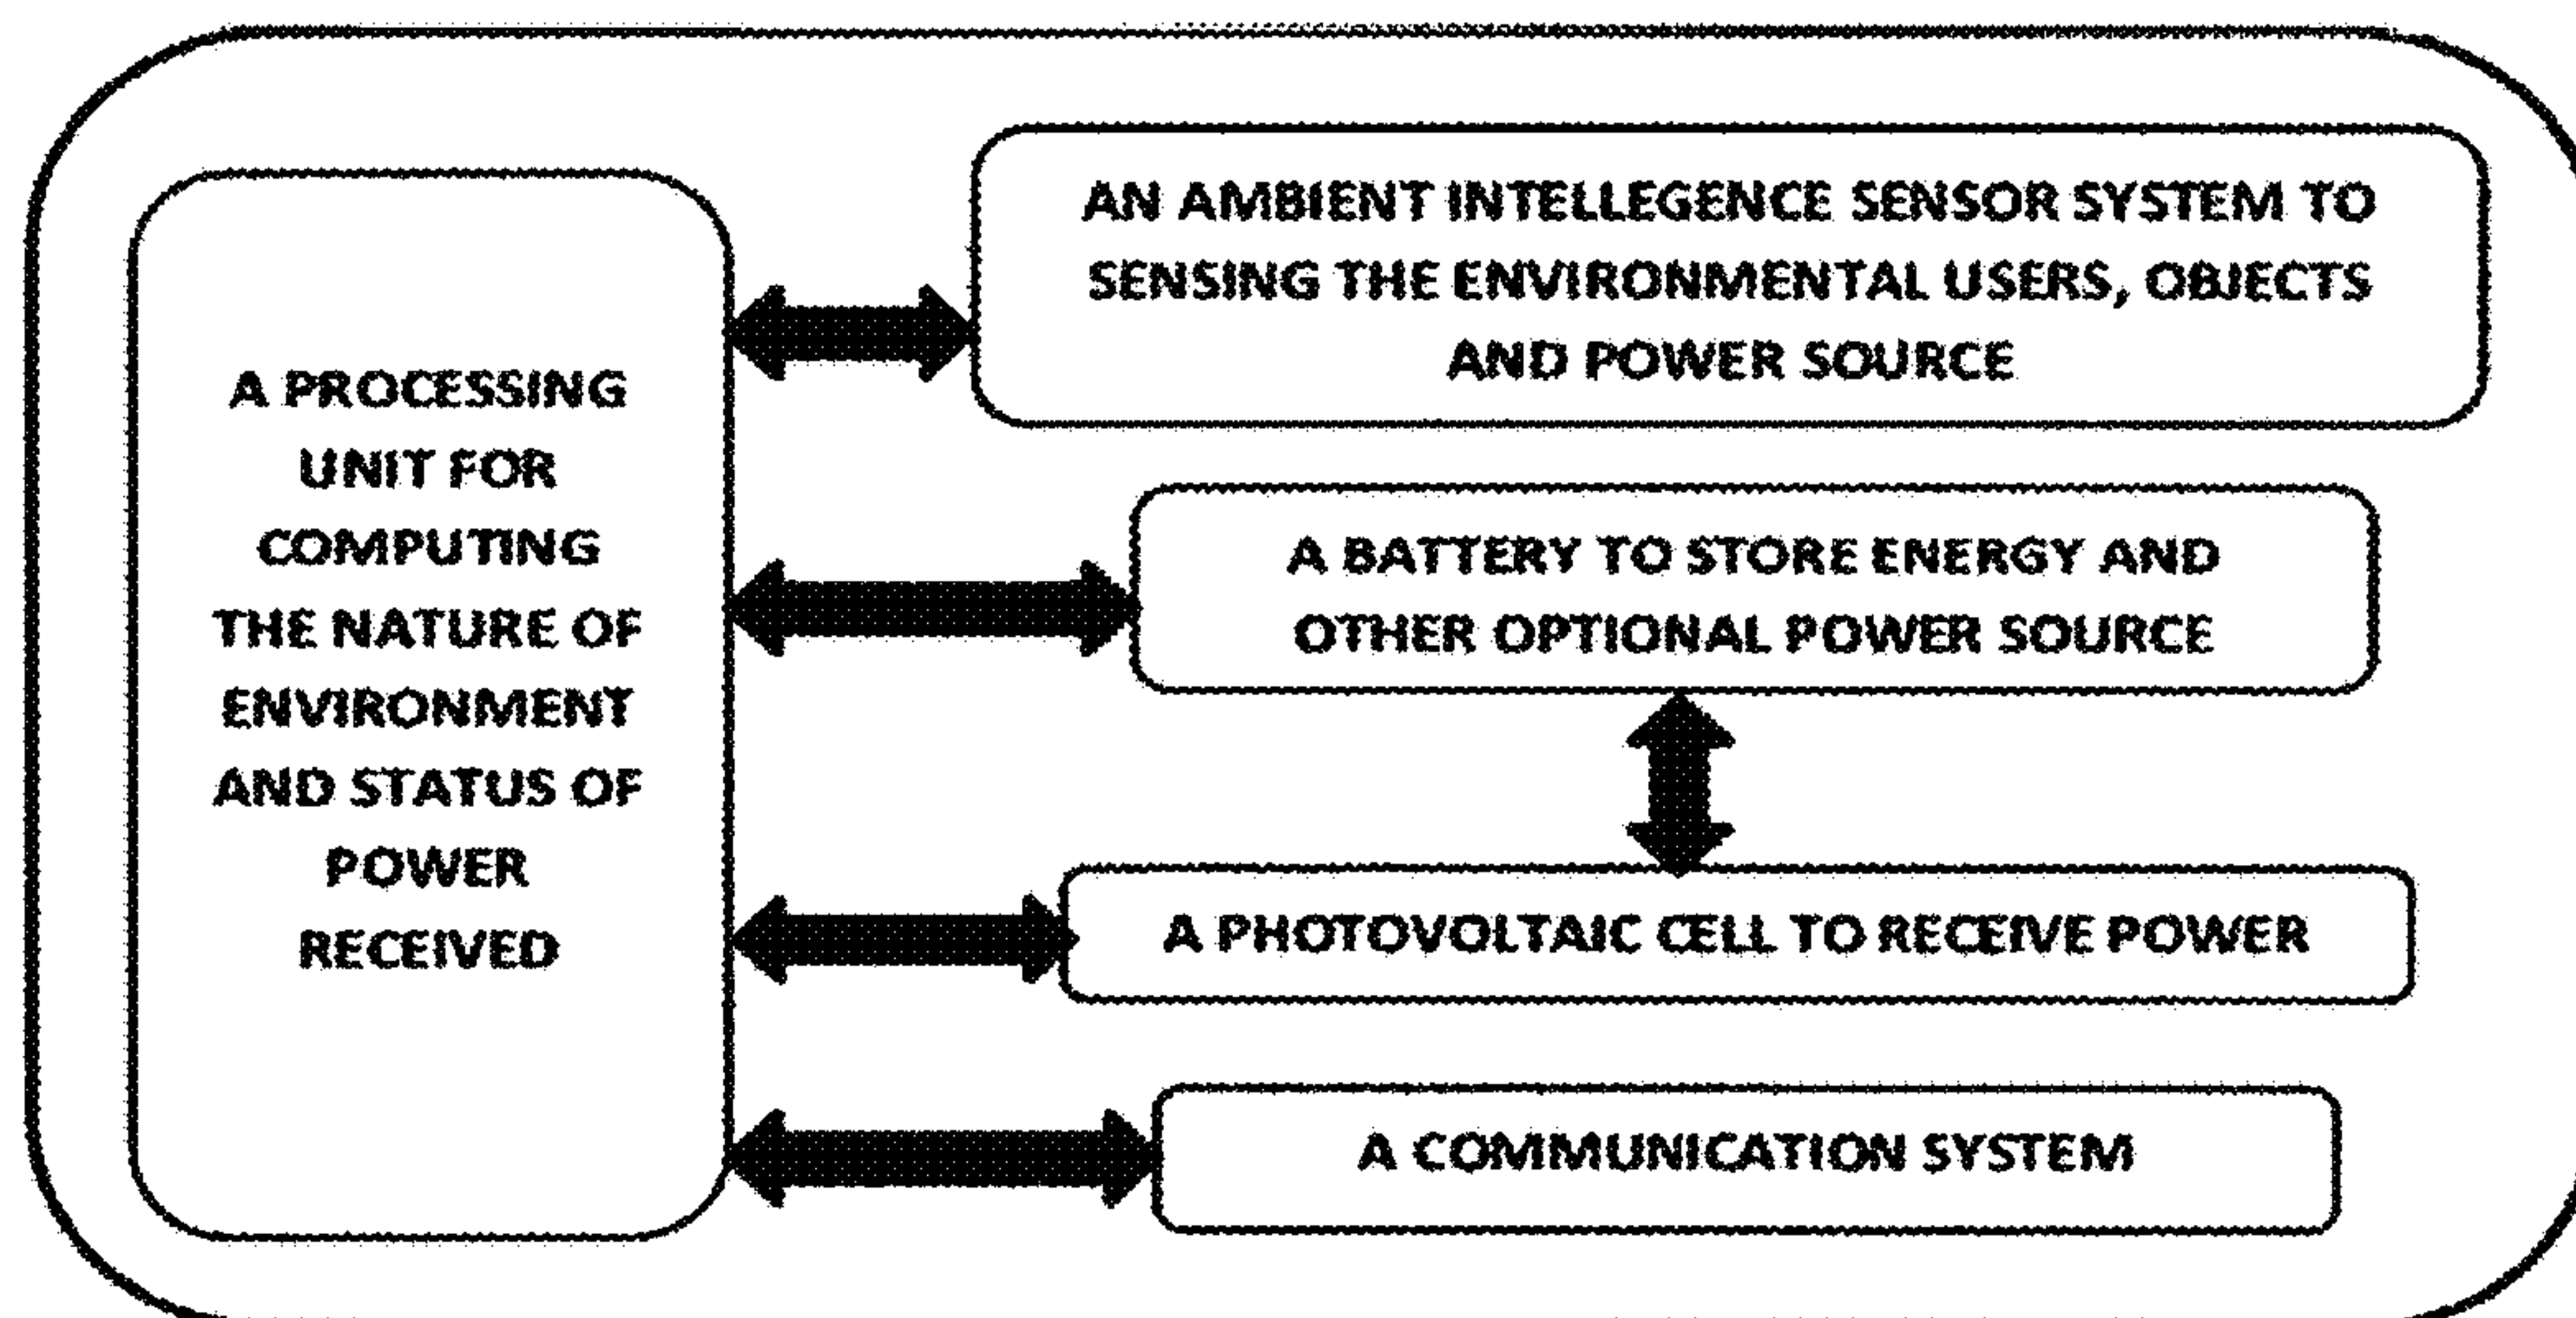 A PROCESSING
UNIT FOR
COMPUTING
THE NATURE OF
ENVIRONMENT
AND STATUS OF
POWER
RECEIVED
AN AMBIENT INTELLEGENCE SENSOR SYSTEM TO
SENSING THE ENVIRONMENTAL USERS, OBJECTS
AND POWER SOURCE
A BATTERY TO STORE ENERGY AND
OTHER OPTIONAL POWER SOURCE
A PHOTOVOLTAIC CELL TO RECEIVE POWER
A COMMUNICATION SYSTEM